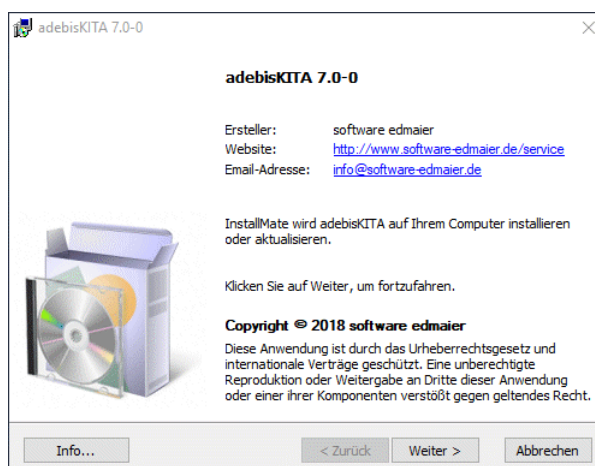 adebisKITA 7.0-0
adebisKITA 7.0-0
Ersteller: software edmaier
Website: http://www.software-edmaier.de/service
Email-Adresse: info@software-edmaier.de
InstallMate wird adebisKITA auf Ihrem Computer installieren
oder aktualisieren.
Klicken Sie auf Weiter, um fortzufahren.
Copyright © 2018 software edmaier
Diese Anwendung ist durch das Urheberrechtsgesetz und
internationale Verträge geschützt. Eine unberechtigte
Reproduktion oder Weitergabe an Dritte dieser Anwendung
oder einer ihrer Komponenten verstößt gegen geltendes Recht.
Info... < Zurück Weiter > Abbrechen